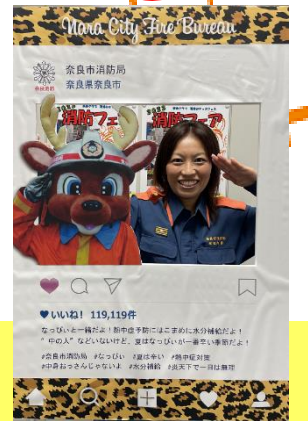 Nara City Fire Bureau
奈良市消防局
奈良県奈良市
消防フェア
消防フェア
いいね! 119,119件
なっぴぃと一緒だよ!熱中症予防にはこまめに水分補給だよ!
"中の人"などいないけど、夏はなっぴぃが一番辛い季節だよ!
#奈良市消防局 #なっぴぃ #夏は辛い #熱中症対策
#中身おっさんじゃないよ #水分補給 #炎天下で一日は無理